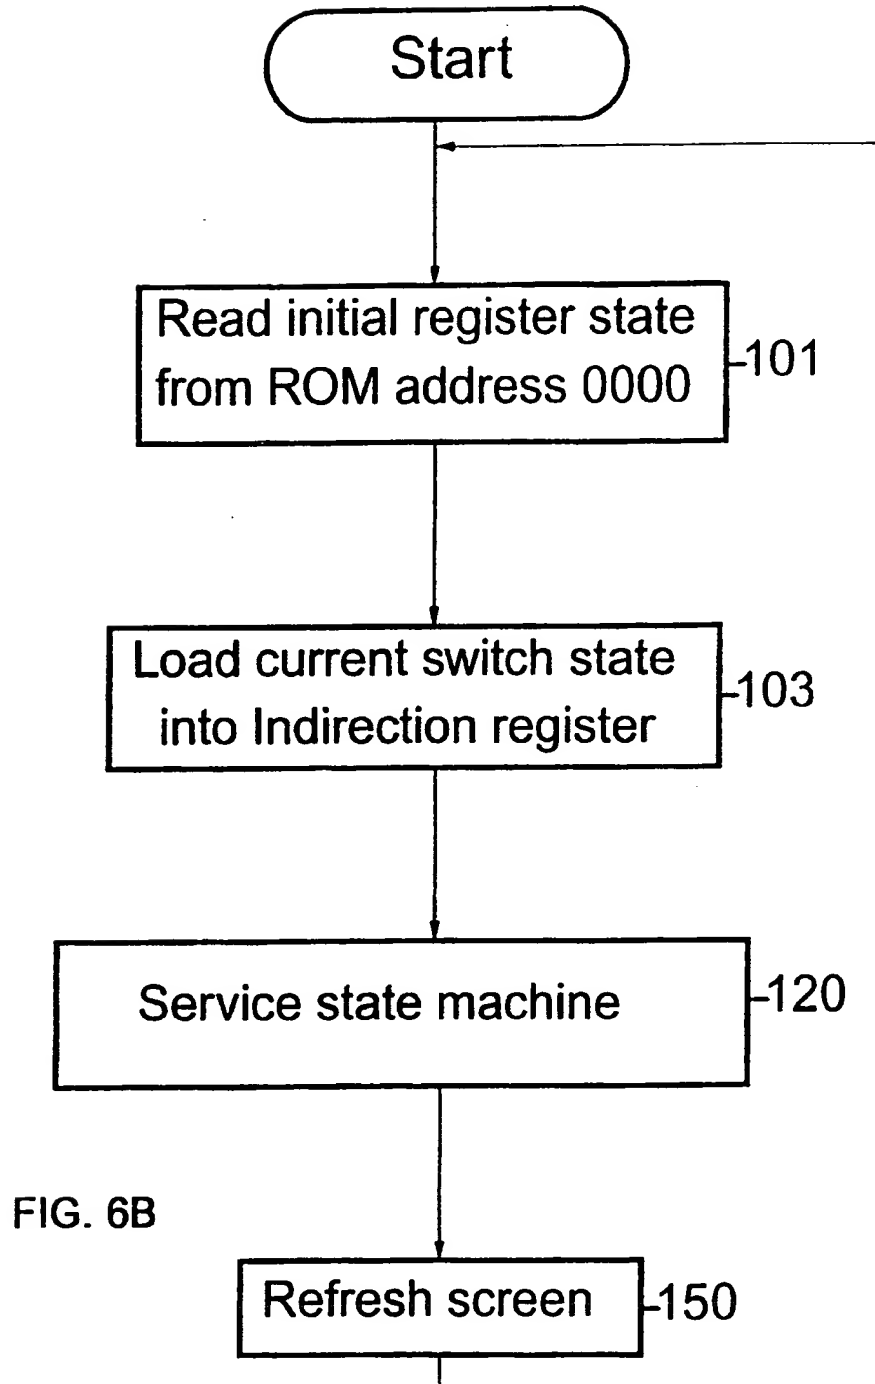 Start
Read initial register state
from ROM address 0000
101
Load current switch state
into Indirection register
103
Service state machine
120
FIG. 6B
Refresh screen
150